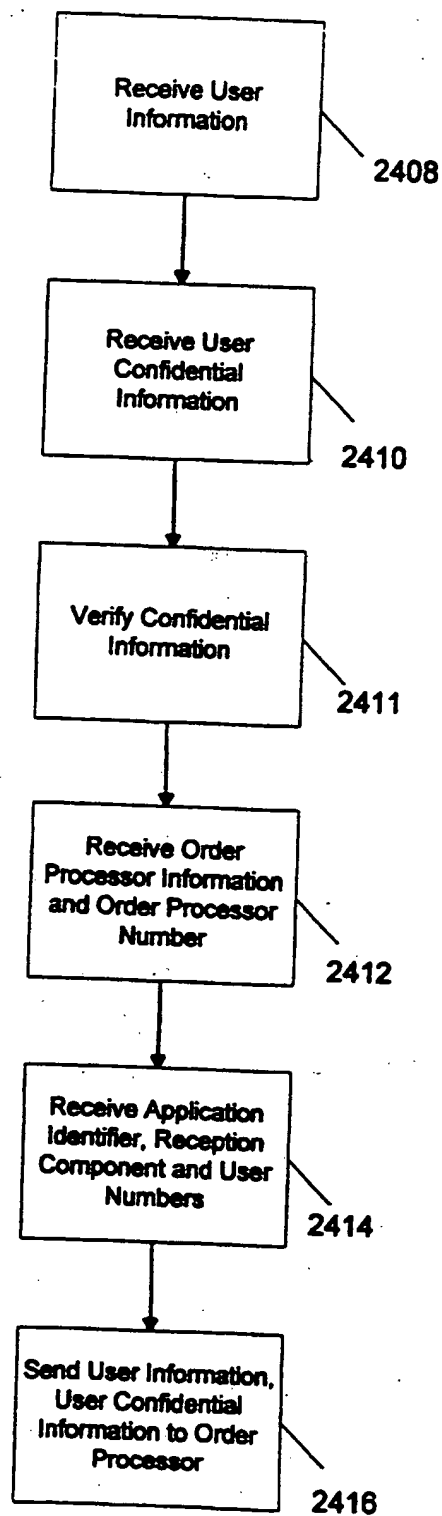 Receive User
Information
2408
Receive User
Confidential
Information
2410
Verify Confidential
Information
2411
Receive Order
Processor Information
and Order Processor
Number
2412
Receive Application
Identifier, Reception
Component and User
Numbers
2414
Send User Information,
User Confidential
Information to Order
Processor
2416